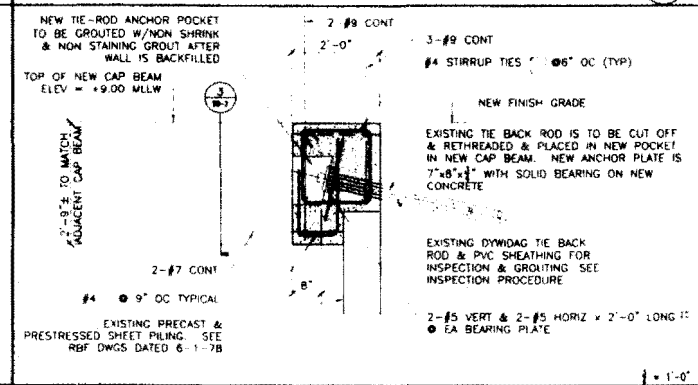 NEW TIE-ROD ANCHOR POCKET
TO BE GROUTED W/NON SHRINK
& NON STAINING GROUT AFTER
WALL IS BACKFILLED
TOP OF NEW CAP BEAM
ELEV = +9.00 MLLW
3
2'-9"± TO MATCH
ADJACENT CAP BEAM
2-#7 CONT
#4 @ 9" OC TYPICAL
EXISTING PRECAST &
PRESTRESSED SHEET PILING. SEE
RBF DWGS DATED 6-1-78
2-#9 CONT
2'-0"
8"
3-#9 CONT
#4 STIRRUP TIES @6" OC (TYP)
NEW FINISH GRADE
EXISTING TIE BACK ROD IS TO BE CUT OFF
& RETHREADED & PLACED IN NEW POCKET
IN NEW CAP BEAM. NEW ANCHOR PLATE IS
WITH SOLID BEARING ON NEW
CONCRETE
EXISTING DYWIDAG TIE BACK
ROD & PVC SHEATHING FOR
INSPECTION & GROUTING SEE
INSPECTION PROCEDURE
2-#5 VERT & 2-#5 HORIZ x 2'-0" LONG
@ EA BEARING PLATE
= 1'-0"